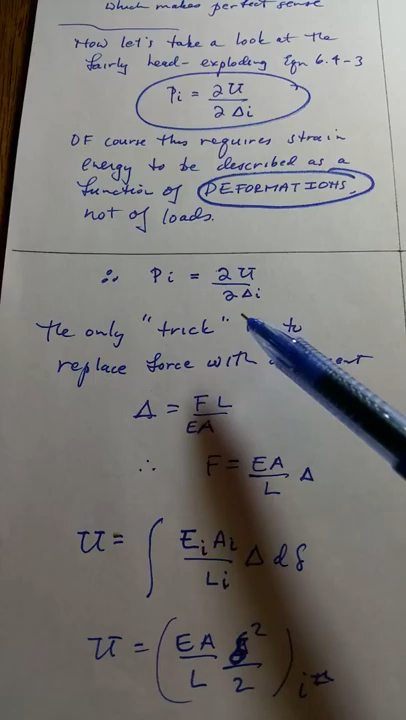 which makes perfect sense
Now let's take a look at the
fairly head-exploding Eqn 6.4-3
Pi = ∂U / ∂Δi
OF course this requires strain
energy to be described as a
function of DEFORMATIONS,
not of loads.
∴ Pi = ∂U / ∂Δi
The only "trick" to
replace force with
Δ = FL / EA
∴ F = EA / L Δ
U = ∫ EiAi / Li Δ dδ
U = (EA / L δ² / 2) i